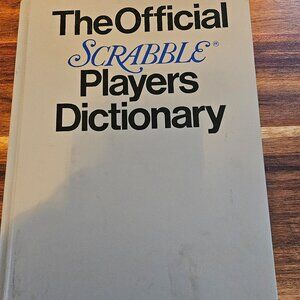 The Official
SCRABBLE®
Players
Dictionary